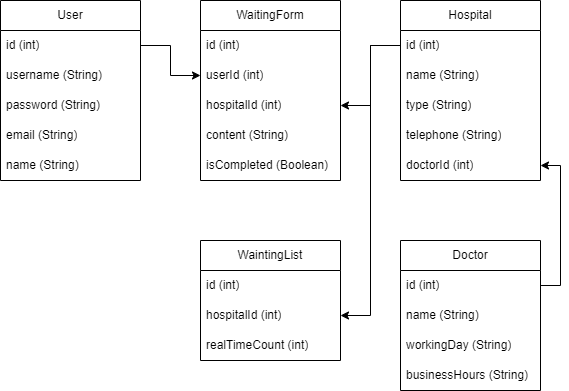 User
id (int)
username (String)
password (String)
email (String)
name (String)
WaitingForm
id (int)
userId (int)
hospitalId (int)
content (String)
isCompleted (Boolean)
Hospital
id (int)
name (String)
type (String)
telephone (String)
doctorId (int)
WaintingList
id (int)
hospitalId (int)
realTimeCount (int)
Doctor
id (int)
name (String)
workingDay (String)
businessHours (String)